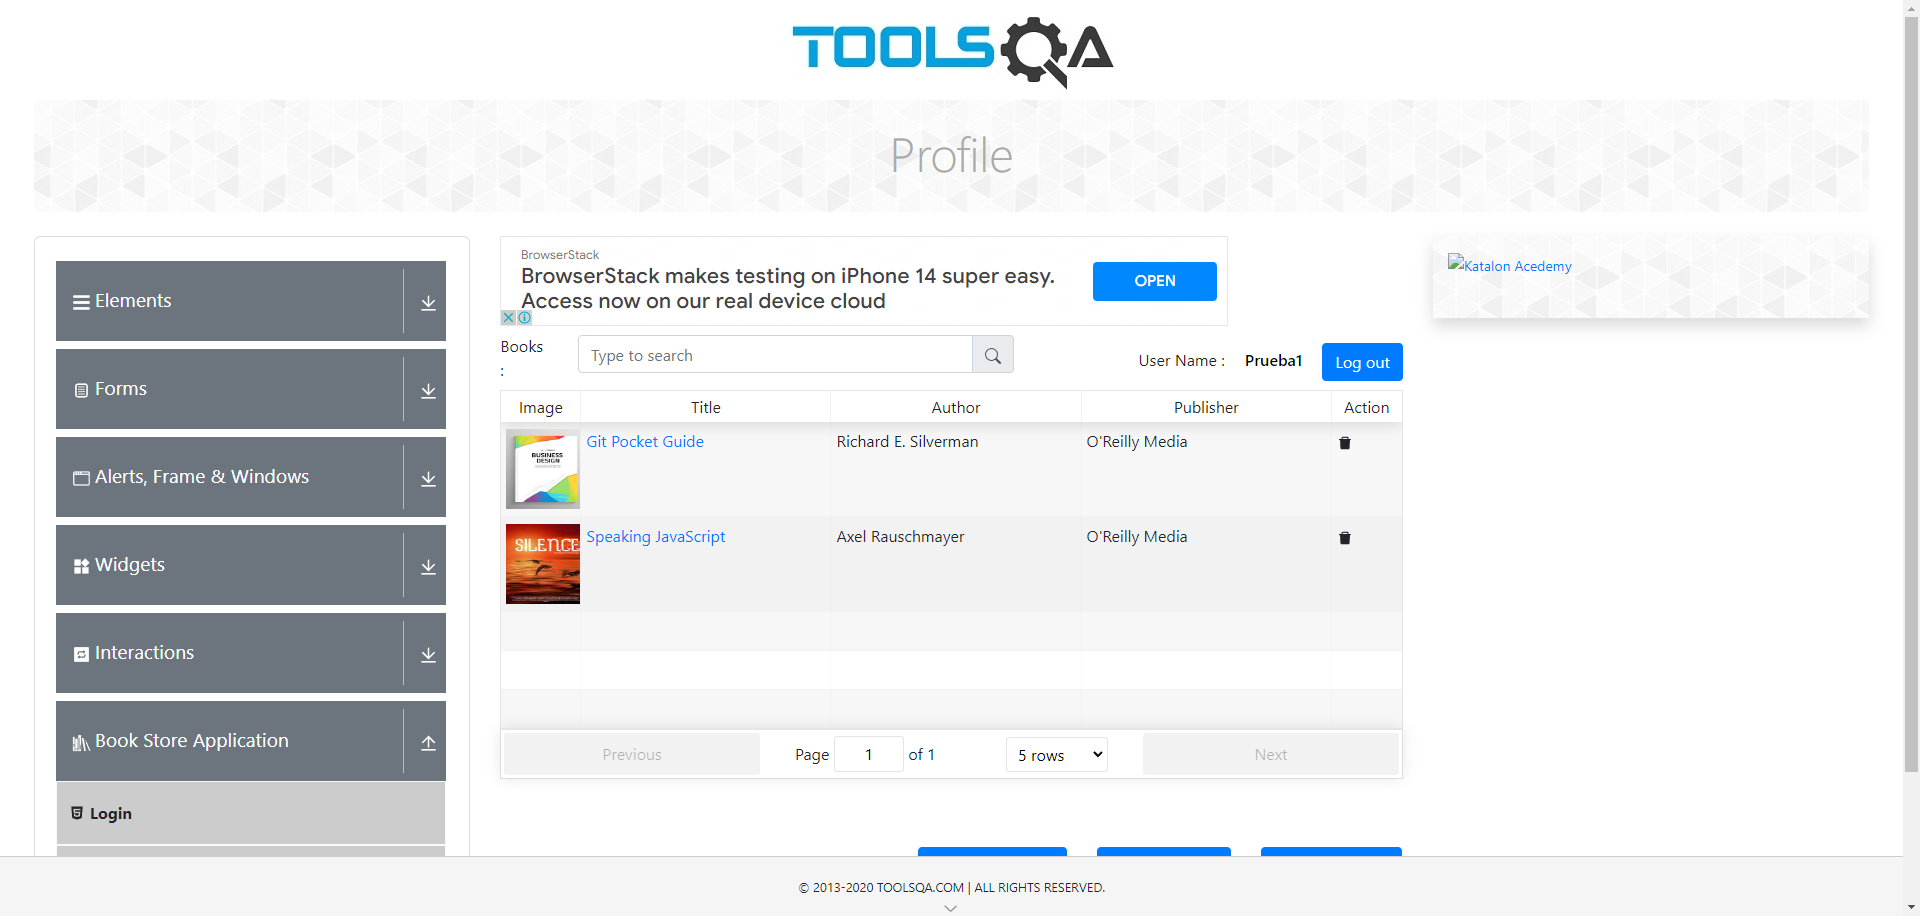 TOOLSQA
Profile
Elements
Forms
Alerts, Frame & Windows
Widgets
Interactions
Book Store Application
Login
BrowserStack
BrowserStack makes testing on iPhone 14 super easy.
Access now on our real device cloud
OPEN
Books
:
Type to search
User Name :
Prueba1
Log out
Image Title Author Publisher Action
BUSINESS
DESIGN
Git Pocket Guide Richard E. Silverman O'Reilly Media
SILENCE
Speaking JavaScript Axel Rauschmayer O'Reilly Media
Previous Page 1 of 1 5 rows Next
Katalon Acedemy
© 2013-2020 TOOLSQA.COM | ALL RIGHTS RESERVED.